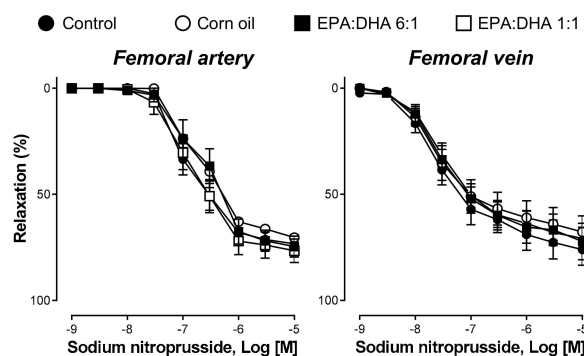 Control Corn oil EPA:DHA 6:1 EPA:DHA 1:1
Femoral artery Femoral vein
Relaxation (%)
0
50
100
0
50
100
-9 -8 -7 -6 -5 -9 -8 -7 -6 -5
Sodium nitroprusside, Log [M] Sodium nitroprusside, Log [M]